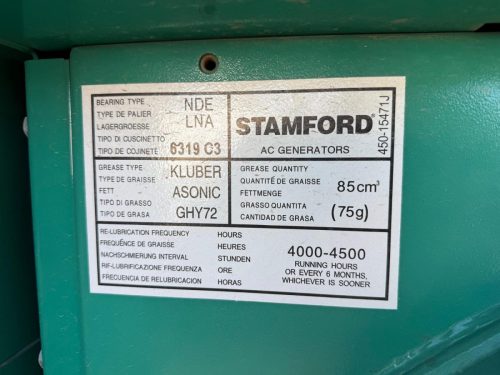 BEARING TYPE
TYPE DE PALIER
LAGERGROESSE
TIPO DI CUSCINETTO
TIPO DE COJINETE
NDE
LNA
6319 C3
STAMFORD®
AC GENERATORS
450-15471J
GREASE TYPE
TYPE DE GRAISSE
FETT
TIPO DI GRASSO
TIPO DE GRASA
KLUBER
ASONIC
GHY72
GREASE QUANTITY
QUANTITÉ DE GRAISSE
FETTMENGE
GRASSO QUANTITA
CANTIDAD DE GRASA
85cm³
(75g)
RE-LUBRICATION FREQUENCY HOURS
FREQUÊNCE DE GRAISSE HEURES
NACHSCHMIERUNG INTERVAL STUNDEN
RIF-LUBRIFICAZIONE FREQUENZA ORE
FRECUENCIA DE RELUBRICACION HORAS
4000-4500
RUNNING HOURS
OR EVERY 6 MONTHS,
WHICHEVER IS SOONER